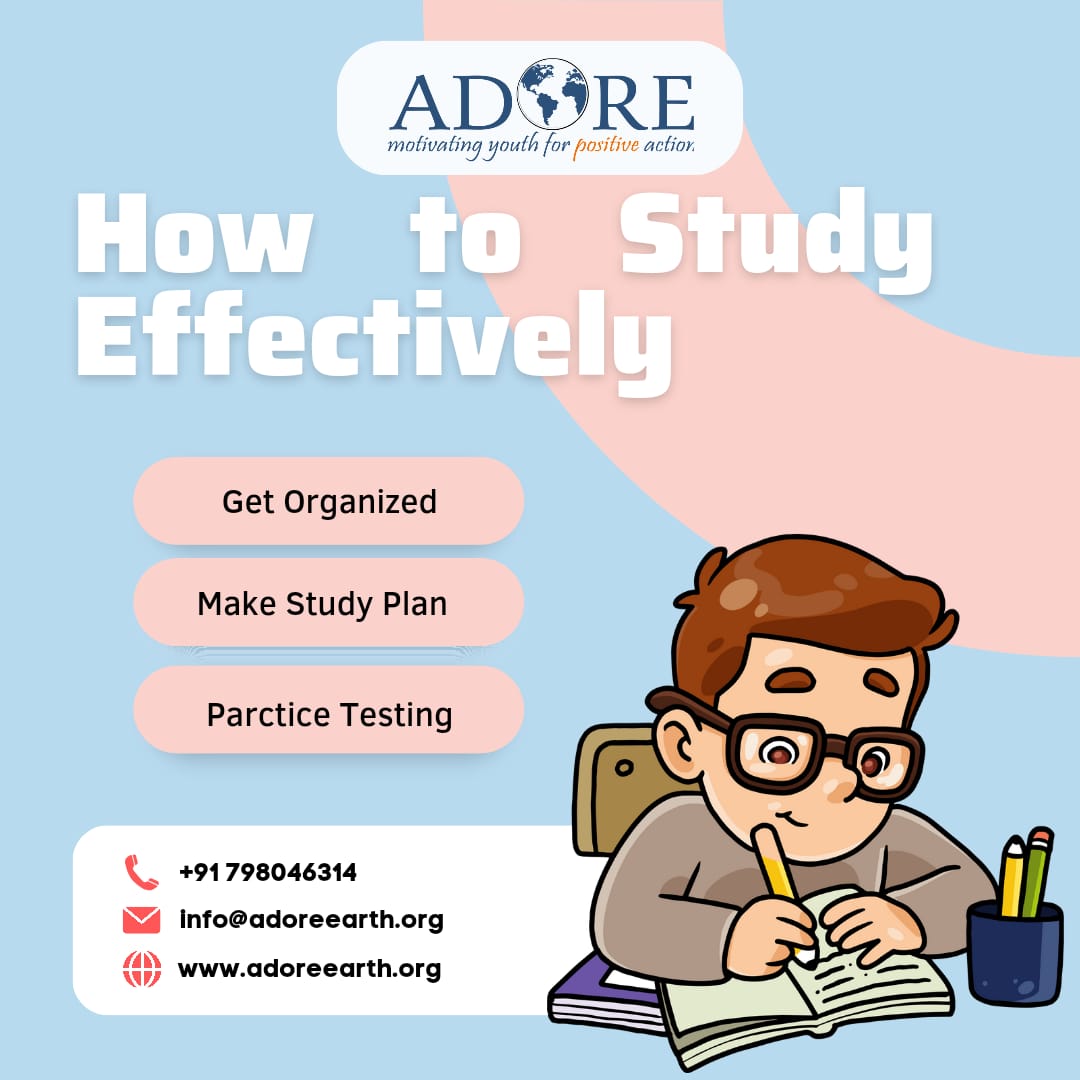 ADORE
motivating youth for positive action
How to Study
Effectively
Get Organized
Make Study Plan
Parctice Testing
+91 798046314
info@adoreearth.org
www.adoreearth.org